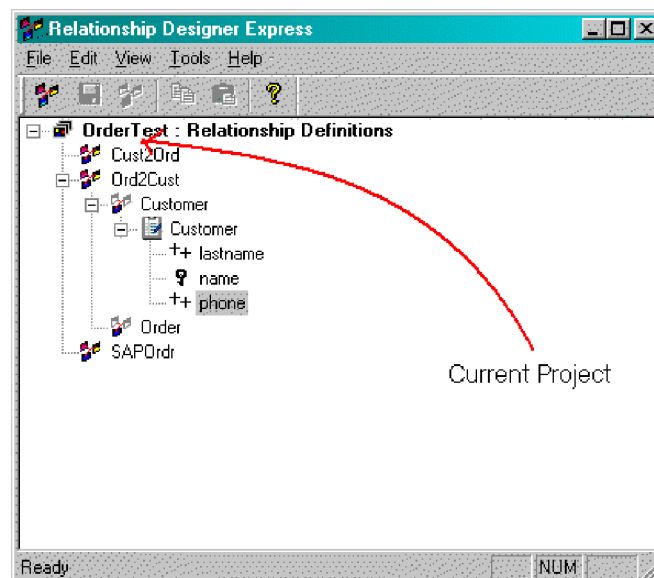 Relationship Designer Express
File Edit View Tools Help
OrderTest : Relationship Definitions
Cust2Ord
Ord2Cust
Customer
Customer
lastname
name
phone
Order
SAPOrdr
Current Project
Ready NUM